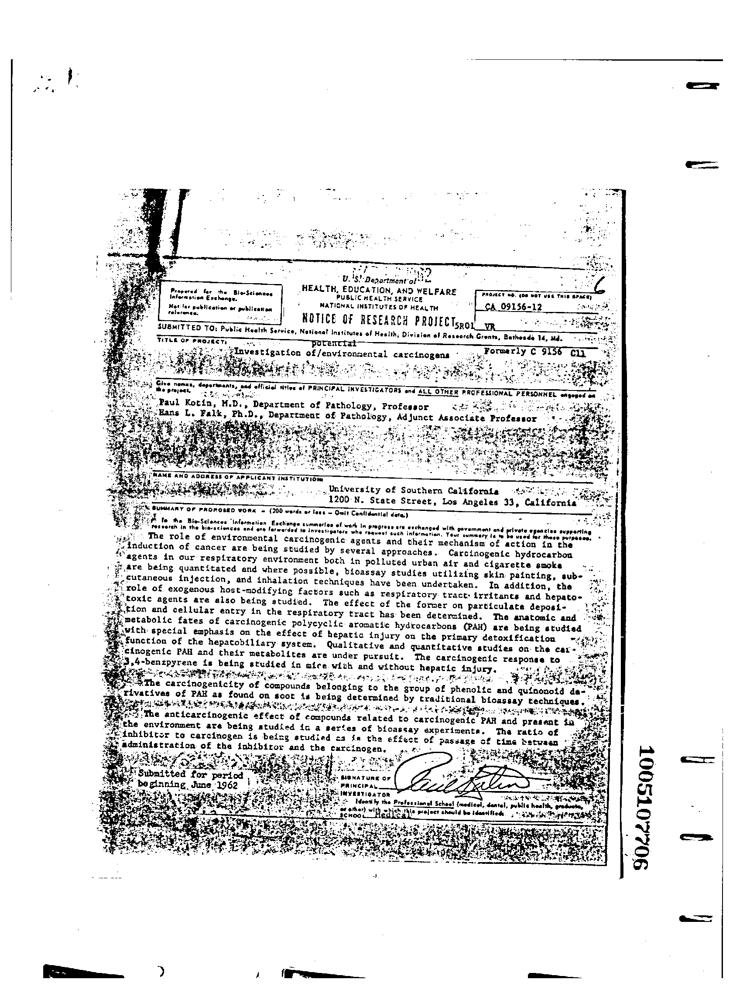 6
U. S. Department of
HEALTH, EDUCATION, AND WELFARE
PUBLIC HEALTH SERVICE
NATIONAL INSTITUTES OF HEALTH
NOTICE OF RESEARCH PROJECT
Prepared for the Bio-Sciences
Information Exchange.
Not for publication or publication
reference.
PROJECT NO. (DO NOT USE THIS SPACE)
CA 09156-12
5R01 VR
SUBMITTED TO: Public Health Service, National Institutes of Health, Division of Research Grants, Bethesda 14, Md.
TITLE OF PROJECT:
potential
Investigation of/environmental carcinogens Formerly C 9156 C11
Give names, departments, and official titles of PRINCIPAL INVESTIGATORS and ALL OTHER PROFESSIONAL PERSONNEL engaged on
the project.
Paul Kotin, M.D., Department of Pathology, Professor
Hans L. Falk, Ph.D., Department of Pathology, Adjunct Associate Professor
NAME AND ADDRESS OF APPLICANT INSTITUTION
University of Southern California
1200 N. State Street, Los Angeles 33, California
SUMMARY OF PROPOSED WORK - (200 words or less - Omit Confidential data.)
In the Bio-Sciences Information Exchange summaries of work in progress are exchanged with government and private agencies supporting
research in the bio-sciences and are forwarded to investigators who request such information. Your summary is to be used for these purposes.
The role of environmental carcinogenic agents and their mechanism of action in the
induction of cancer are being studied by several approaches. Carcinogenic hydrocarbon
agents in our respiratory environment both in polluted urban air and cigarette smoke
are being quantitated and where possible, bioassay studies utilizing skin painting, sub-
cutaneous injection, and inhalation techniques have been undertaken. In addition, the
role of exogenous host-modifying factors such as respiratory tract irritants and hepato-
toxic agents are also being studied. The effect of the former on particulate deposi-
tion and cellular entry in the respiratory tract has been determined. The anatomic and
metabolic fates of carcinogenic polycyclic aromatic hydrocarbons (PAH) are being studied
with special emphasis on the effect of hepatic injury on the primary detoxification
function of the hepatobiliary system. Qualitative and quantitative studies on the car-
cinogenic PAH and their metabolites are under pursuit. The carcinogenic response to
3,4-benzpyrene is being studied in mice with and without hepatic injury.
The carcinogenicity of compounds belonging to the group of phenolic and quinonoid de-
rivatives of PAH as found on soot is being determined by traditional bioassay techniques.
The anticarcinogenic effect of compounds related to carcinogenic PAH and present in
the environment are being studied in a series of bioassay experiments. The ratio of
inhibitor to carcinogen is being studied as is the effect of passage of time between
administration of the inhibitor and the carcinogen.
Submitted for period
beginning June 1962
SIGNATURE OF
PRINCIPAL
INVESTIGATOR
Paul Kotin
Identify the Professional School (medical, dental, public health, graduate,
or other) with which this project should be identified.
SCHOOL Medical
1005107706